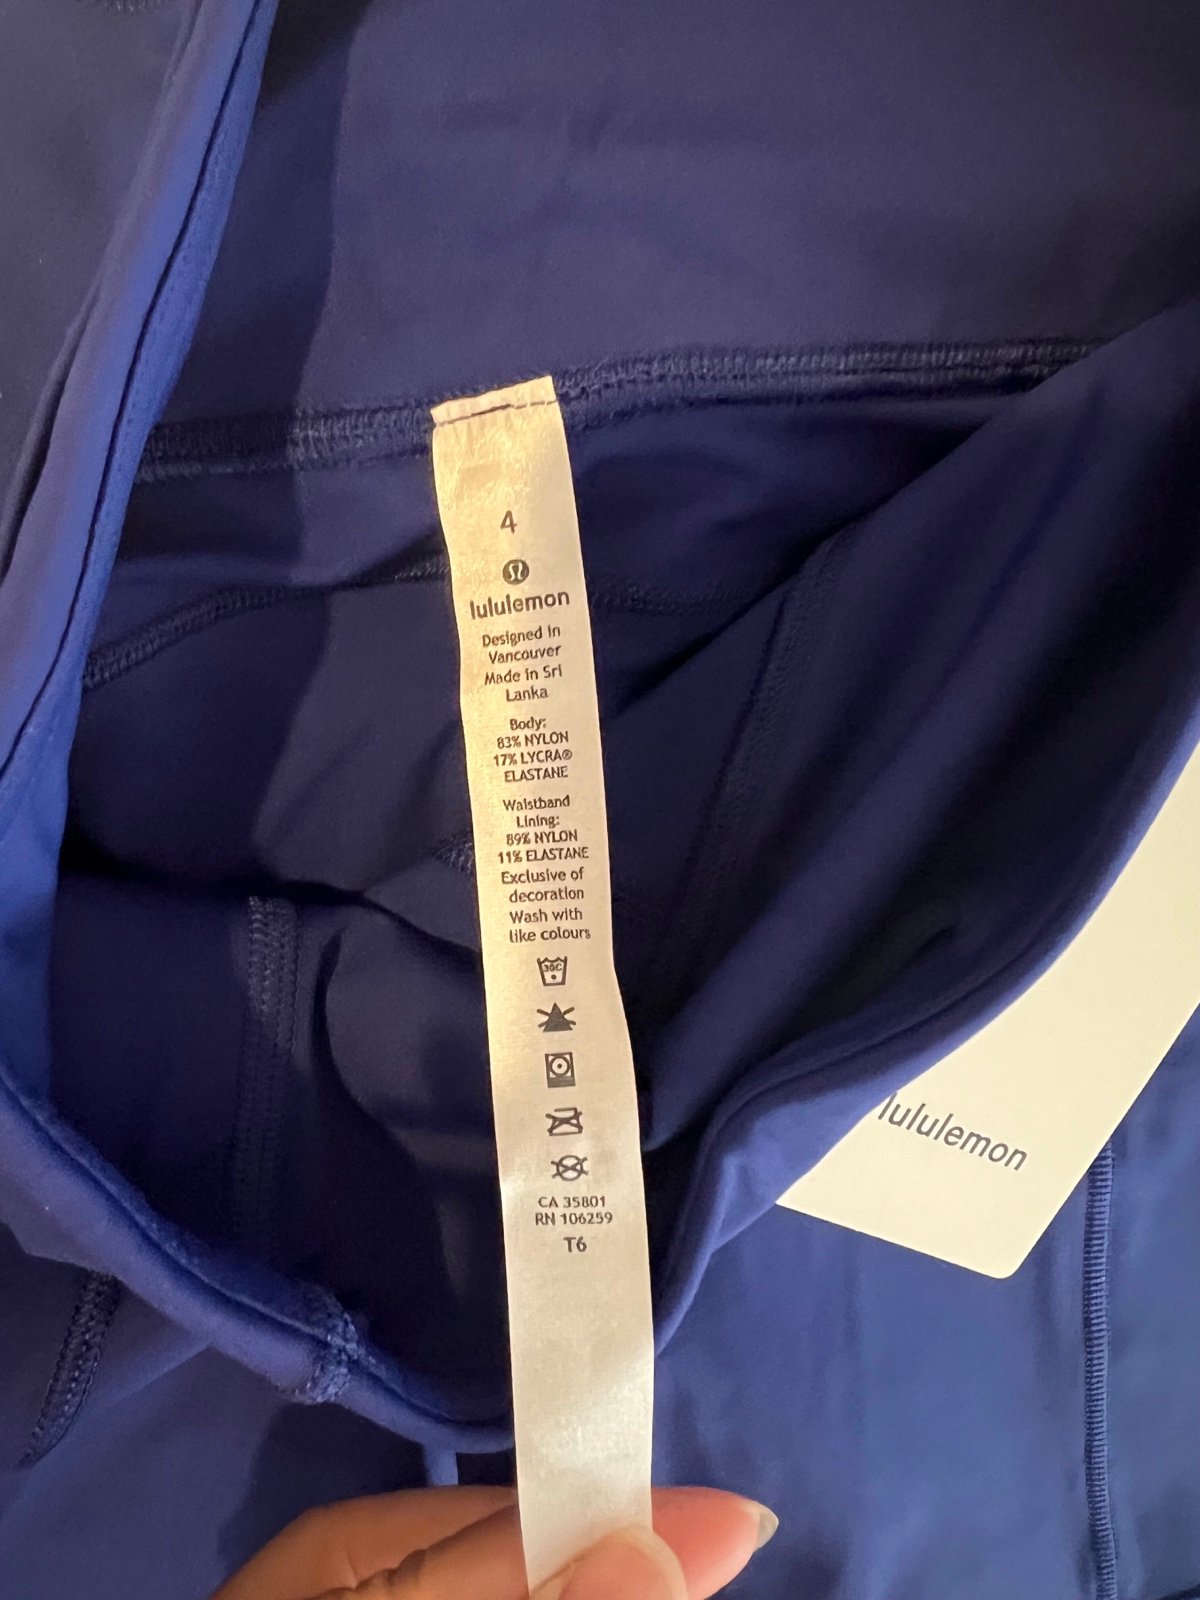 4
lululemon
Designed in
Vancouver
Made in Sri
Lanka
Body:
83% NYLON
17% LYCRA®
ELASTANE
Waistband
Lining:
89% NYLON
11% ELASTANE
Exclusive of
decoration
Wash with
like colours
30C
CA 35801
RN 106259
T6
lululemon